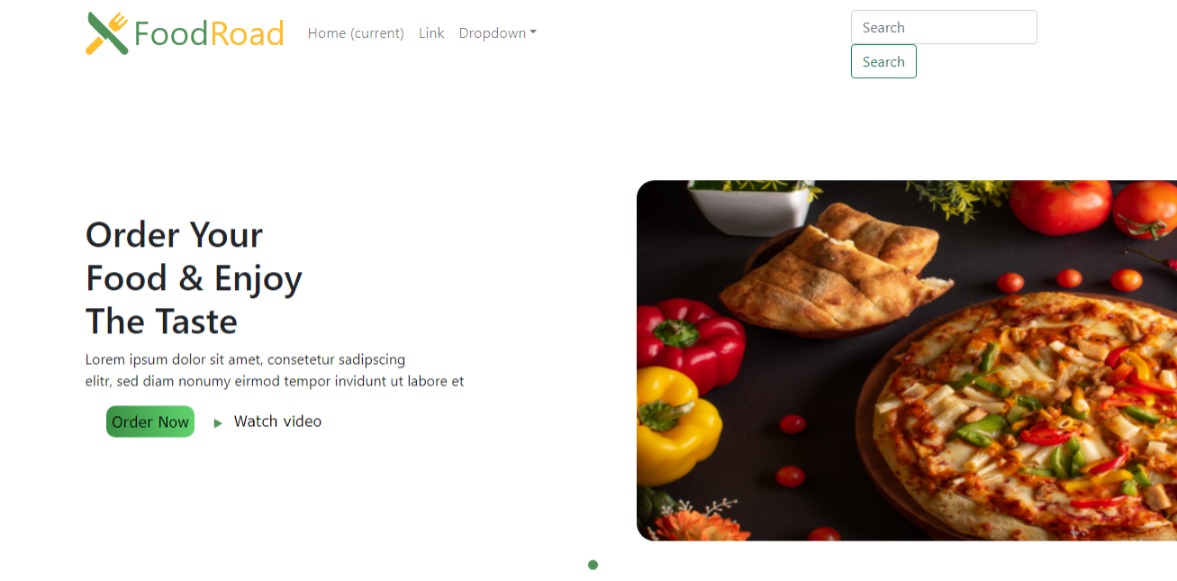 FoodRoad
Home (current) Link Dropdown
Search
Search
Order Your
Food & Enjoy
The Taste
Lorem ipsum dolor sit amet, consetetur sadipscing
elitr, sed diam nonumy eirmod tempor invidunt ut labore et
Order Now Watch video